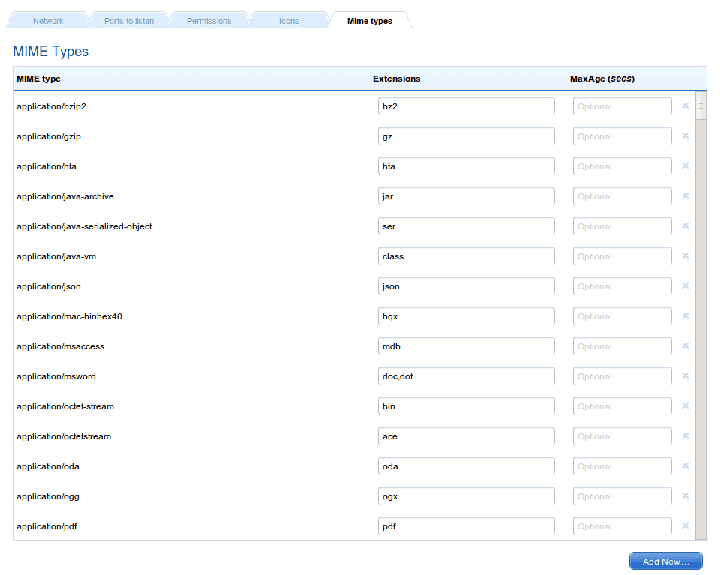 Network Ports to listen Permissions Icons Mime types
MIME Types
MIME type Extensions MaxAge (secs)
application/bzip2 bz2 Optional
application/gzip gz Optional
application/hta hta Optional
application/java-archive jar Optional
application/java-serialized-object ser Optional
application/java-vm class Optional
application/json json Optional
application/mac-binhex40 hqx Optional
application/msaccess mdb Optional
application/msword doc,dot Optional
application/octet-stream bin Optional
application/octetstream ace Optional
application/oda oda Optional
application/ogg ogx Optional
application/pdf pdf Optional
Add New...